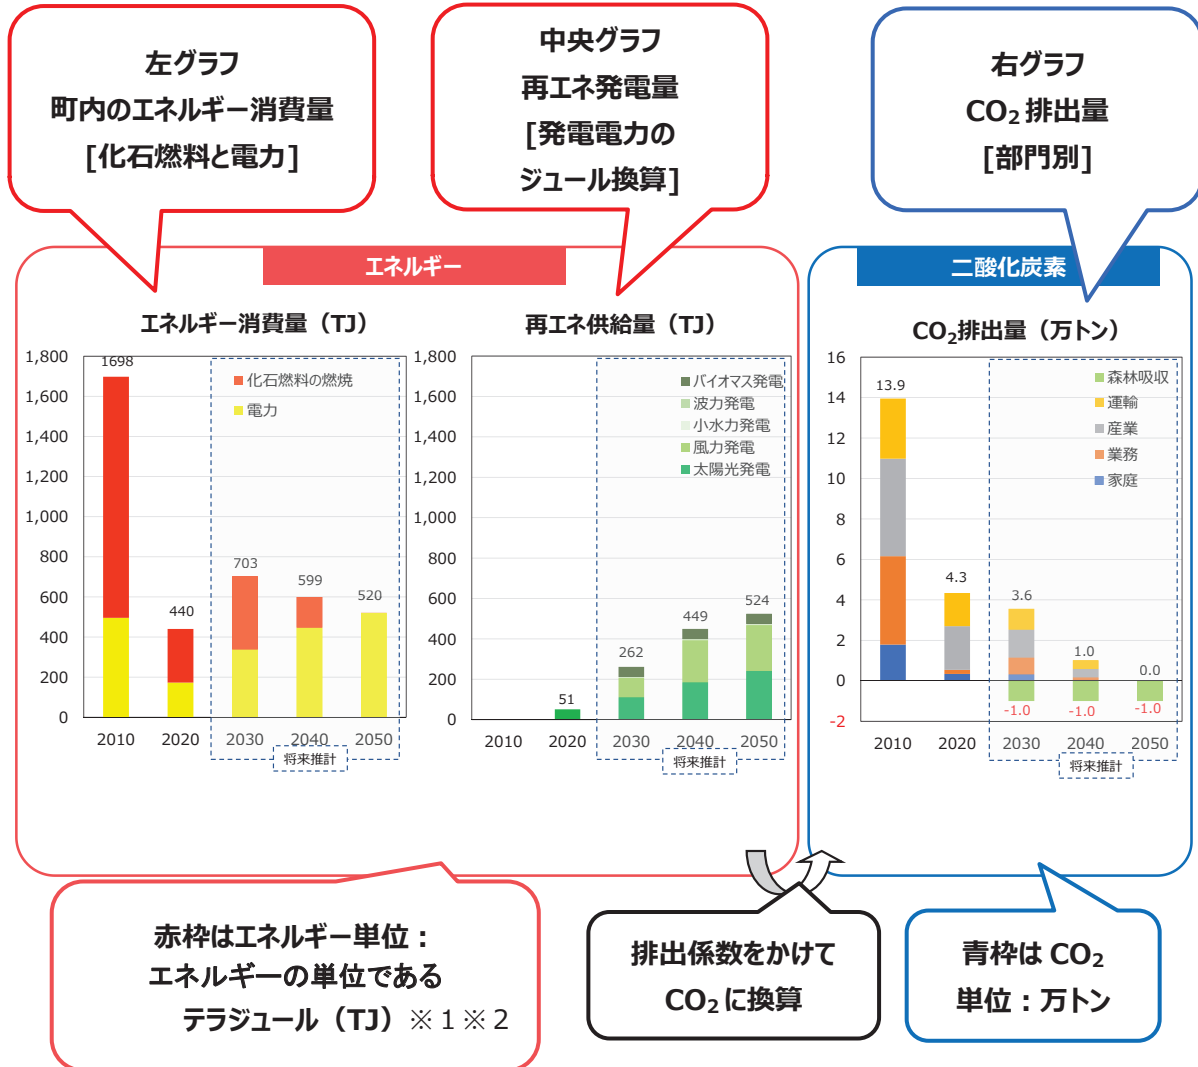 左グラフ
町内のエネルギー消費量
[化石燃料と電力]
中央グラフ
再エネ発電量
[発電電力の
ジュール換算]
右グラフ
CO₂排出量
[部門別]
エネルギー
エネルギー消費量（TJ）
1,800
1,600
1,400
1,200
1,000
800
600
400
200
0
1698
440
703
599
520
化石燃料の燃焼
電力
2010 2020 2030 2040 2050
将来推計
再エネ供給量（TJ）
1,800
1,600
1,400
1,200
1,000
800
600
400
200
0
51
262
449
524
バイオマス発電
波力発電
小水力発電
風力発電
太陽光発電
2010 2020 2030 2040 2050
将来推計
二酸化炭素
CO₂排出量（万トン）
16
14
12
10
8
6
4
2
0
-2
13.9
4.3
3.6
1.0
0.0
-1.0 -1.0 -1.0
森林吸収
運輸
産業
業務
家庭
2010 2020 2030 2040 2050
将来推計
赤枠はエネルギー単位：
エネルギーの単位である
テラジュール（TJ）※１※２
排出係数をかけて
CO₂に換算
青枠は CO₂
単位：万トン